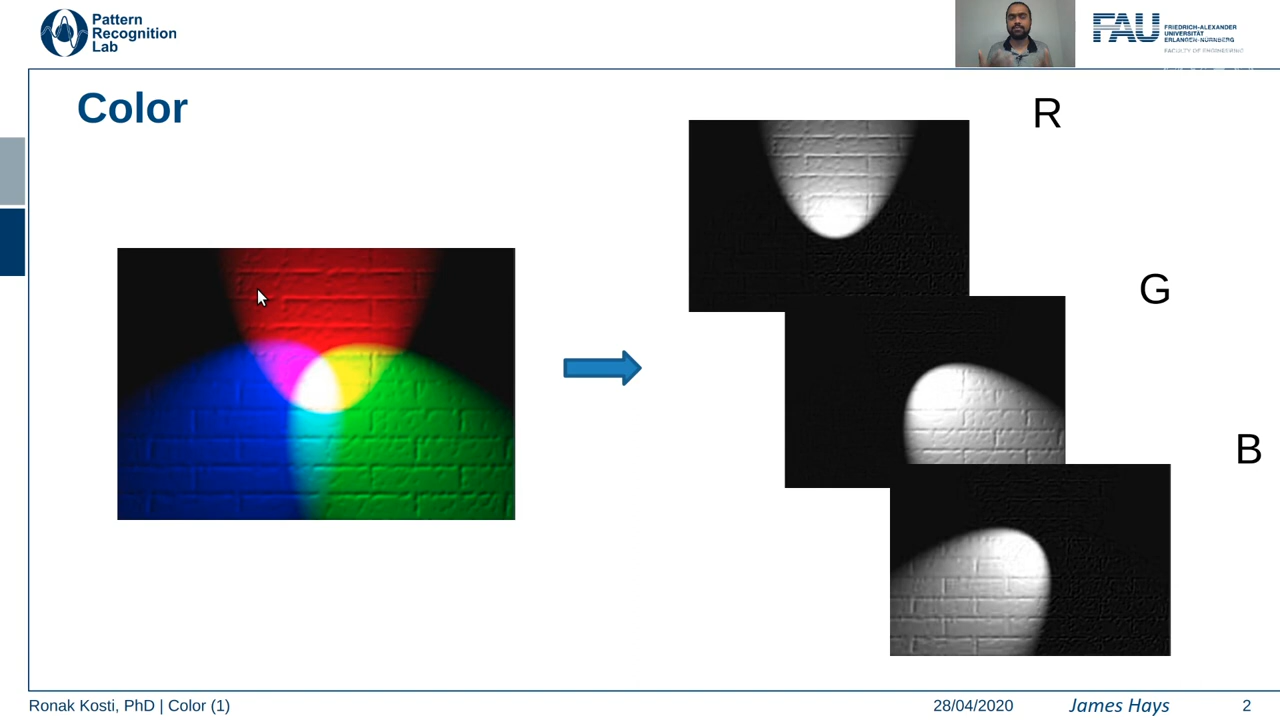 Pattern
Recognition
Lab
FAU
FRIEDRICH-ALEXANDER
UNIVERSITÄT
ERLANGEN-NÜRNBERG
FACULTY OF ENGINEERING
Color
R
G
B
Ronak Kosti, PhD | Color (1)
28/04/2020
James Hays
2